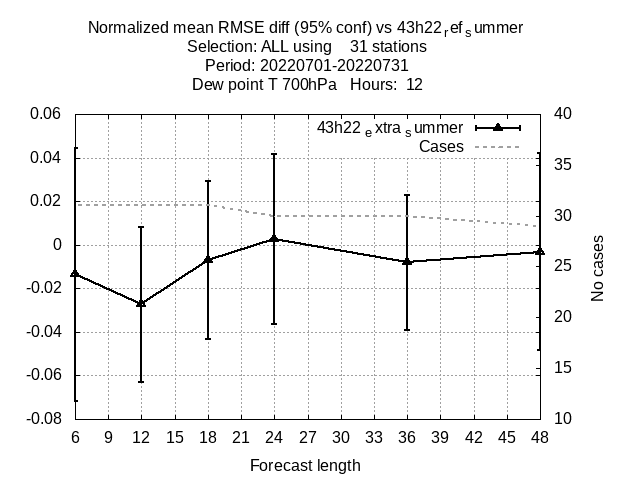 Normalized mean RMSE diff (95% conf) vs 43h22refsummer
Selection: ALL using 31 stations
Period: 20220701-20220731
Dew point T 700hPa Hours: 12
0.06
0.04
0.02
0
-0.02
-0.04
-0.06
-0.08
43h22extrasummer
Cases
40
35
30
25
20
15
10
No cases
6 9 12 15 18 21 24 27 30 33 36 39 42 45 48
Forecast length